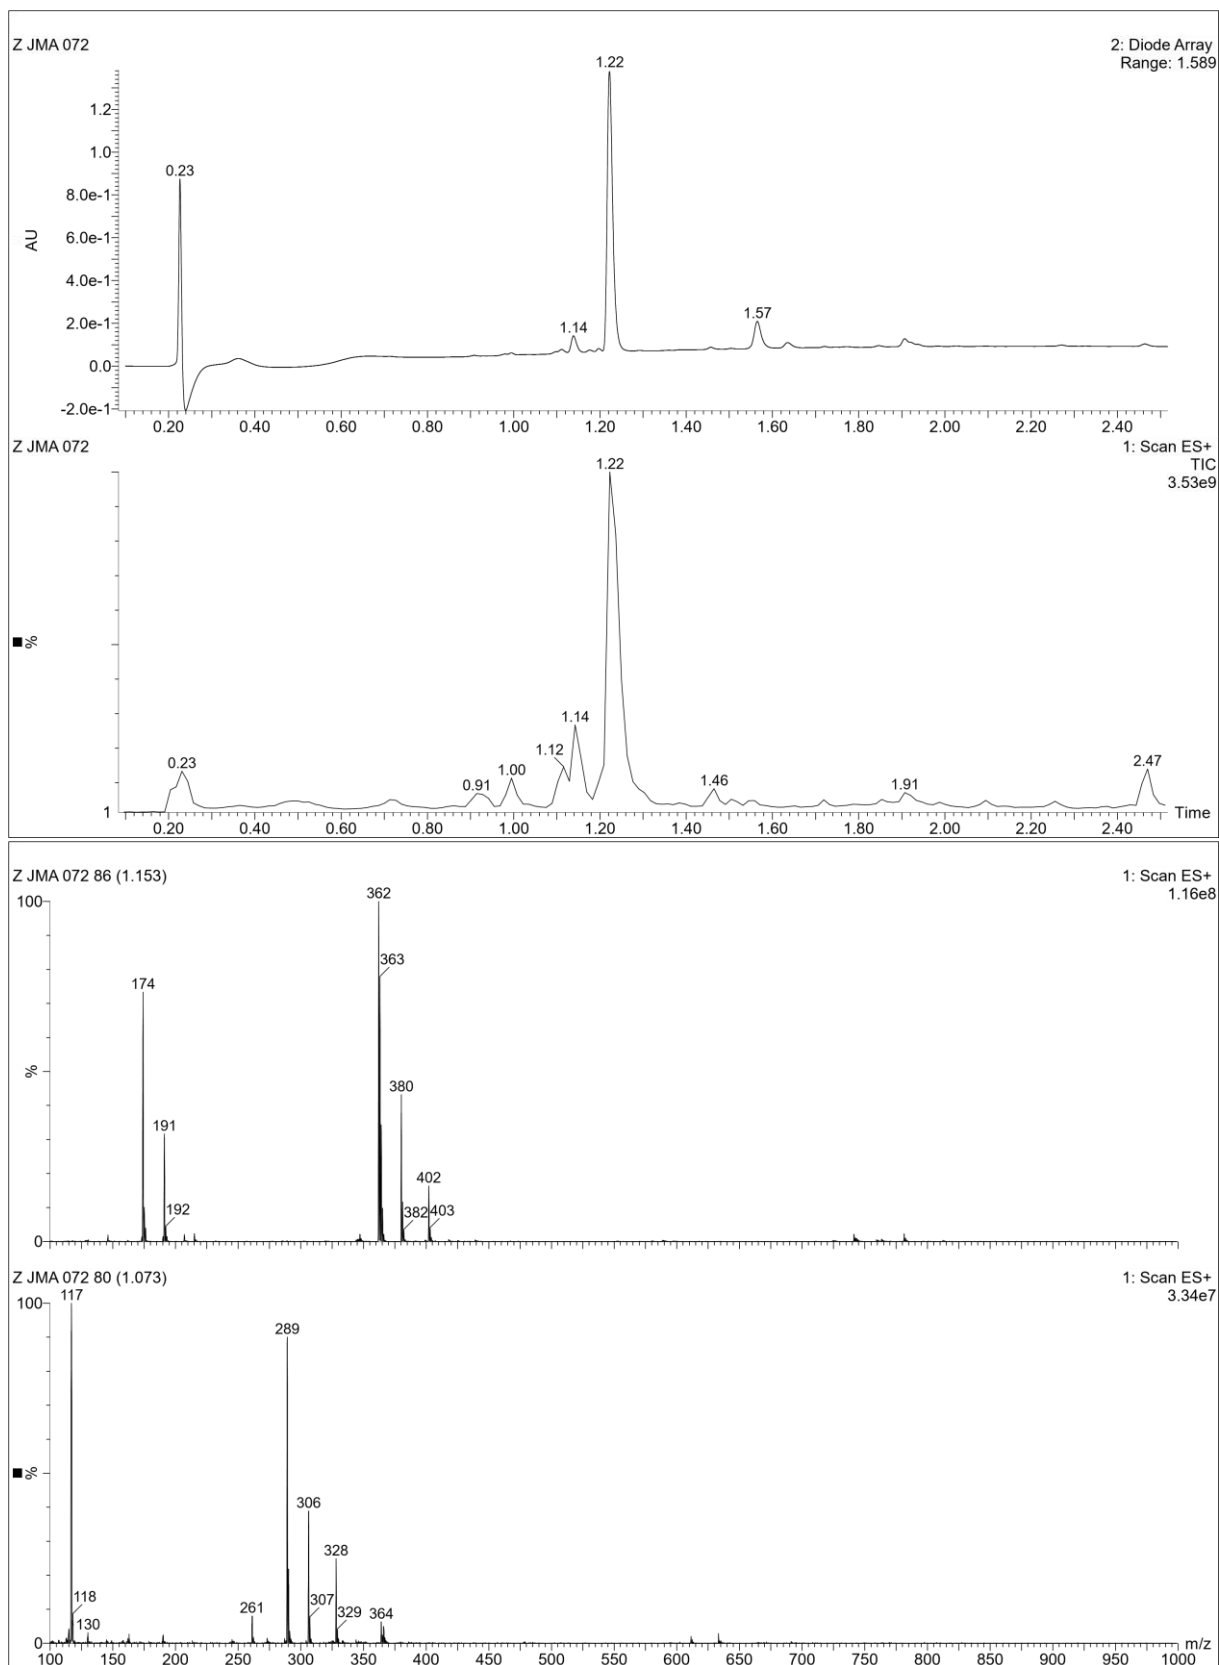 Z JMA 072
2: Diode Array
Range: 1.589
1.22
1.2
1.0
0.23
8.0e-1
AU
6.0e-1
4.0e-1
1.57
2.0e-1
1.14
0.0
-2.0e-1
0.20 0.40 0.60 0.80 1.00 1.20 1.40 1.60 1.80 2.00 2.20 2.40
Z JMA 072
1: Scan ES+
TIC
3.53e9
1.22
%
1.14
1.12
0.23
1.00
2.47
0.91
1.46
1.91
1
Time
0.20 0.40 0.60 0.80 1.00 1.20 1.40 1.60 1.80 2.00 2.20 2.40
Z JMA 072 86 (1.153)
1: Scan ES+
1.16e8
100
362
363
174
%
380
191
402
192
382
403
0
Z JMA 072 80 (1.073)
1: Scan ES+
3.34e7
117
100
289
%
306
328
118
307
261
329
364
130
0
m/z
100 150 200 250 300 350 400 450 500 550 600 650 700 750 800 850 900 950 1000